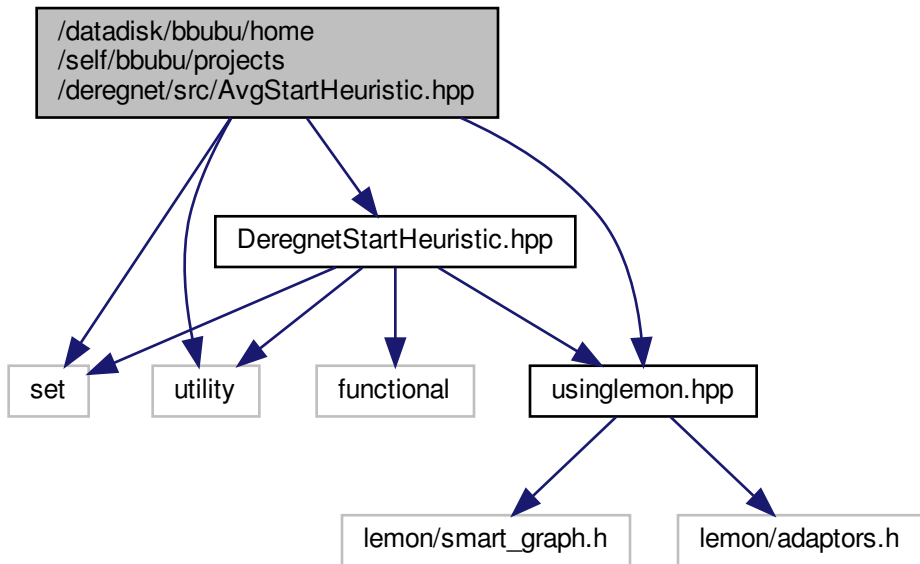 /datadisk/bbubu/home
/self/bbubu/projects
/deregnet/src/AvgStartHeuristic.hpp
DeregnetStartHeuristic.hpp
set
utility
functional
usinglemon.hpp
lemon/smart_graph.h
lemon/adaptors.h